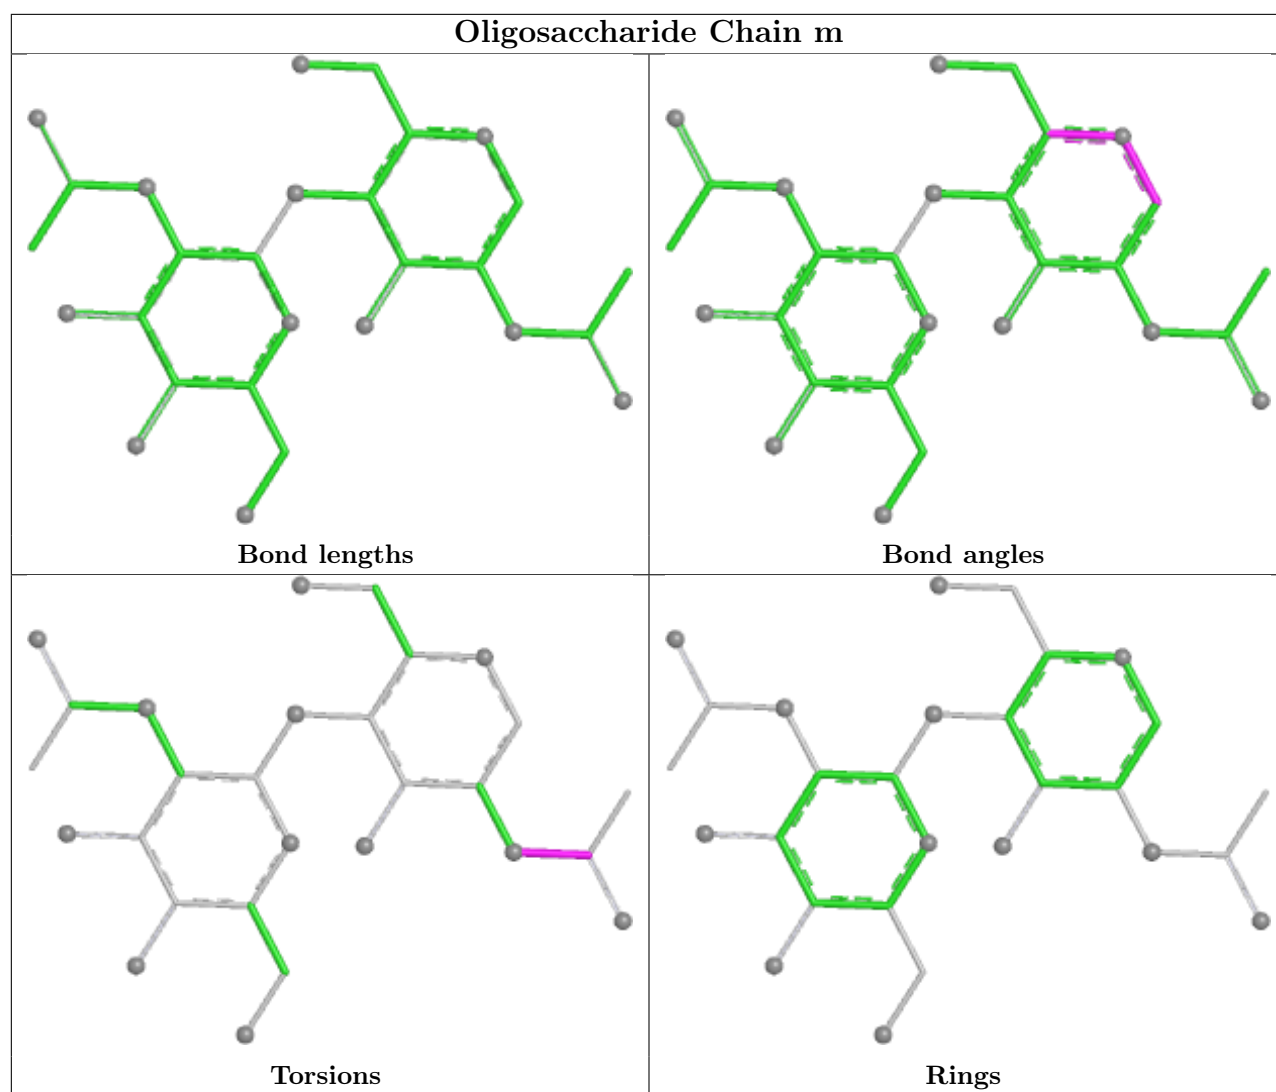 Oligosaccharide Chain m
Bond lengths
Bond angles
Torsions
Rings